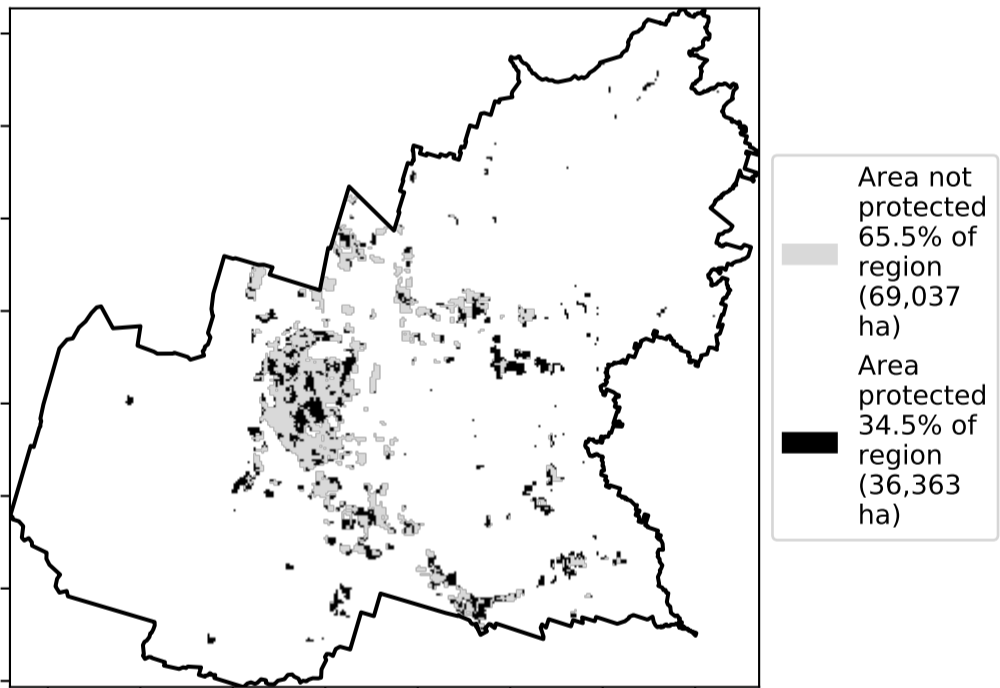 Area not
protected
65.5% of
region
(69,037
ha)
Area
protected
34.5% of
region
(36,363
ha)